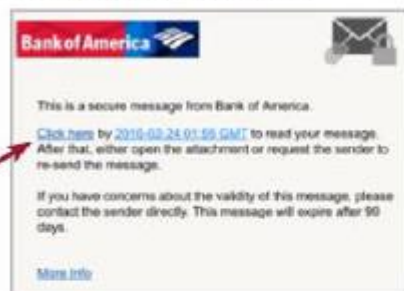 Bank of America
This is a secure message from Bank of America.
Click here by 2016-02-24 01:55 GMT to read your message.
After that, either open the attachment or request the sender to
re-send the message.
If you have concerns about the validity of this message, please
contact the sender directly. This message will expire after 90
days.
More Info